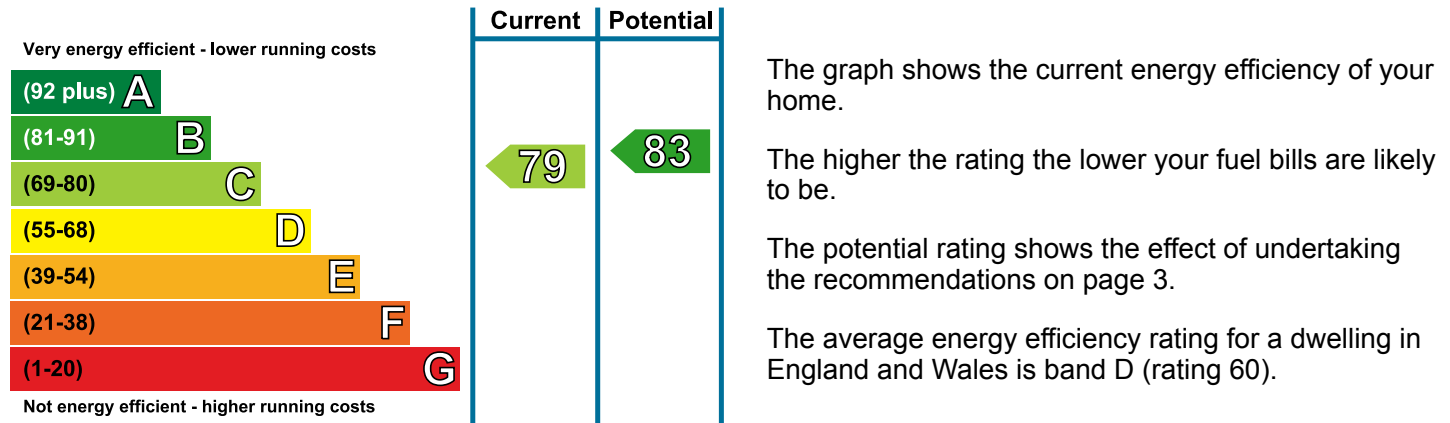 Current Potential
Very energy efficient - lower running costs
(92 plus) A
(81-91) B
(69-80) C
(55-68) D
(39-54) E
(21-38) F
(1-20) G
Not energy efficient - higher running costs
79
83
The graph shows the current energy efficiency of your
home.
The higher the rating the lower your fuel bills are likely
to be.
The potential rating shows the effect of undertaking
the recommendations on page 3.
The average energy efficiency rating for a dwelling in
England and Wales is band D (rating 60).